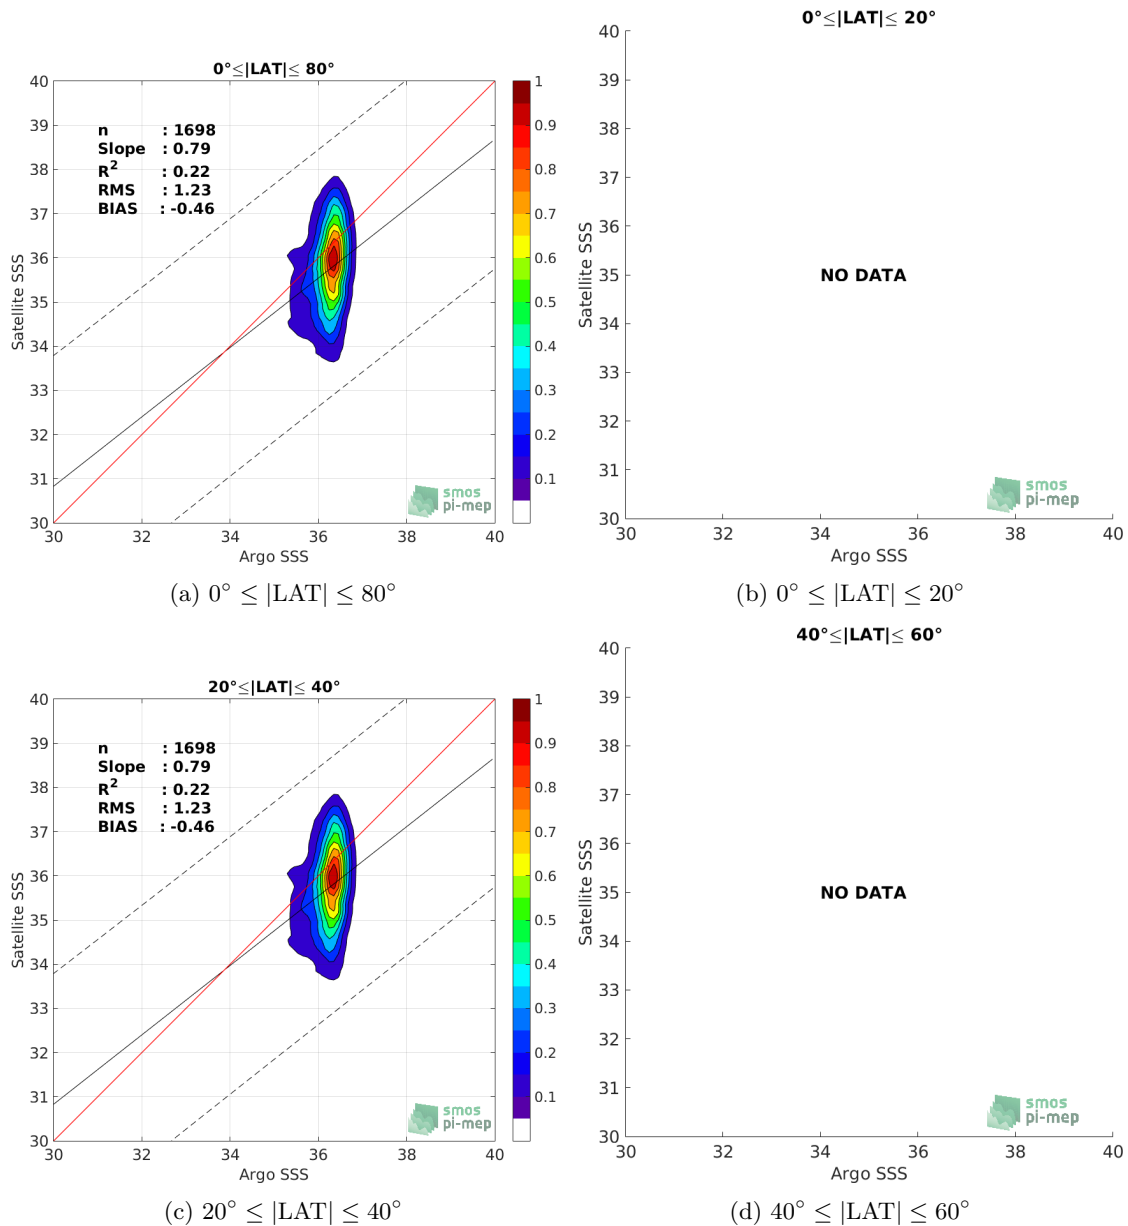 0°≤|LAT|≤ 80°
40
39
38
37
36
35
34
33
32
31
30
Satellite SSS
n : 1698
Slope : 0.79
R² : 0.22
RMS : 1.23
BIAS : -0.46
smos
pi-mep
30 32 34 36 38 40
Argo SSS
1
0.9
0.8
0.7
0.6
0.5
0.4
0.3
0.2
0.1
(a) 0° ≤ |LAT| ≤ 80°
0°≤|LAT|≤ 20°
40
39
38
37
36
35
34
33
32
31
30
Satellite SSS
NO DATA
smos
pi-mep
30 32 34 36 38 40
Argo SSS
(b) 0° ≤ |LAT| ≤ 20°
20°≤|LAT|≤ 40°
40
39
38
37
36
35
34
33
32
31
30
Satellite SSS
n : 1698
Slope : 0.79
R² : 0.22
RMS : 1.23
BIAS : -0.46
smos
pi-mep
30 32 34 36 38 40
Argo SSS
1
0.9
0.8
0.7
0.6
0.5
0.4
0.3
0.2
0.1
(c) 20° ≤ |LAT| ≤ 40°
40°≤|LAT|≤ 60°
40
39
38
37
36
35
34
33
32
31
30
Satellite SSS
NO DATA
smos
pi-mep
30 32 34 36 38 40
Argo SSS
(d) 40° ≤ |LAT| ≤ 60°